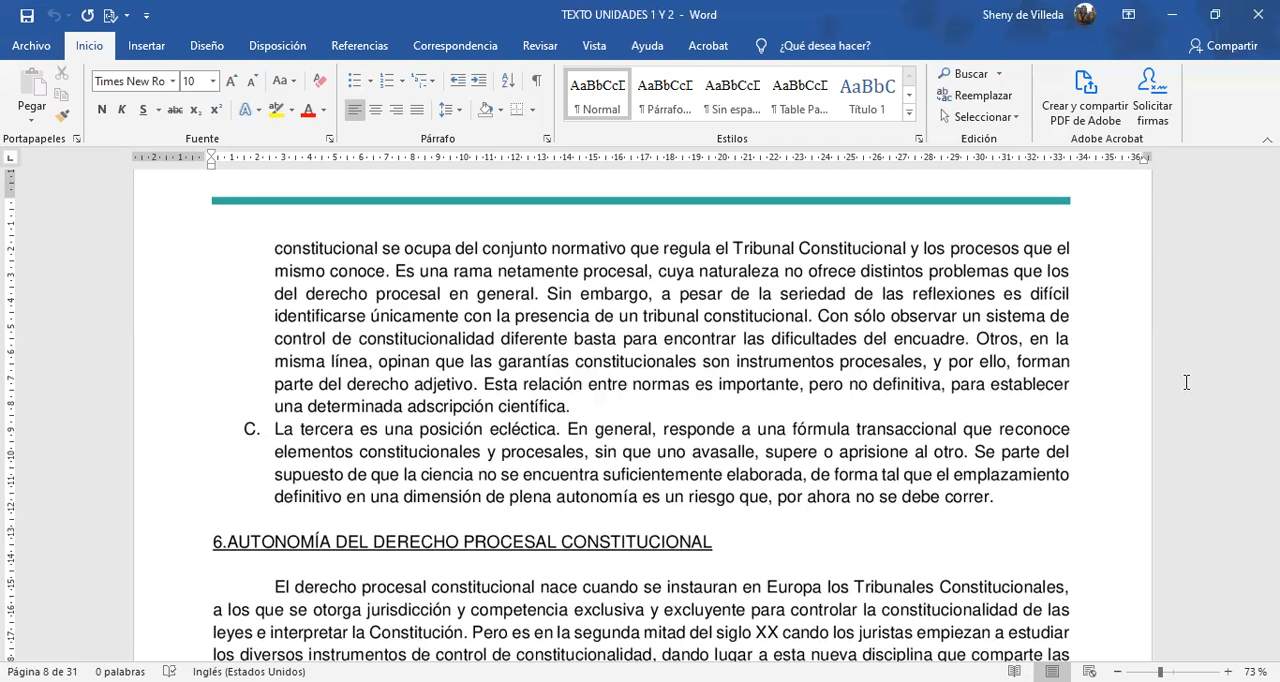 TEXTO UNIDADES 1 Y 2 - Word
Sheny de Villeda
Archivo Inicio Insertar Diseño Disposición Referencias Correspondencia Revisar Vista Ayuda Acrobat ¿Qué desea hacer? Compartir
Pegar
Times New Ro 10
N K S abc x₂ x²
AaBbCcD AaBbCcD AaBbCcD AaBbCcD AaBbC
¶ Normal ¶ Párrafo... ¶ Sin espa... ¶ Table Pa... Título 1
Buscar
Reemplazar
Seleccionar
Crear y compartir PDF de Adobe
Solicitar firmas
Portapapeles Fuente Párrafo Estilos Edición Adobe Acrobat
constitucional se ocupa del conjunto normativo que regula el Tribunal Constitucional y los procesos que el
mismo conoce. Es una rama netamente procesal, cuya naturaleza no ofrece distintos problemas que los
del derecho procesal en general. Sin embargo, a pesar de la seriedad de las reflexiones es difícil
identificarse únicamente con la presencia de un tribunal constitucional. Con sólo observar un sistema de
control de constitucionalidad diferente basta para encontrar las dificultades del encuadre. Otros, en la
misma línea, opinan que las garantías constitucionales son instrumentos procesales, y por ello, forman
parte del derecho adjetivo. Esta relación entre normas es importante, pero no definitiva, para establecer
una determinada adscripción científica.
C. La tercera es una posición ecléctica. En general, responde a una fórmula transaccional que reconoce
elementos constitucionales y procesales, sin que uno avasalle, supere o aprisione al otro. Se parte del
supuesto de que la ciencia no se encuentra suficientemente elaborada, de forma tal que el emplazamiento
definitivo en una dimensión de plena autonomía es un riesgo que, por ahora no se debe correr.
6.AUTONOMÍA DEL DERECHO PROCESAL CONSTITUCIONAL
El derecho procesal constitucional nace cuando se instauran en Europa los Tribunales Constitucionales,
a los que se otorga jurisdicción y competencia exclusiva y excluyente para controlar la constitucionalidad de las
leyes e interpretar la Constitución. Pero es en la segunda mitad del siglo XX cando los juristas empiezan a estudiar
los diversos instrumentos de control de constitucionalidad, dando lugar a esta nueva disciplina que comparte las
Página 8 de 31 0 palabras Inglés (Estados Unidos) 73 %